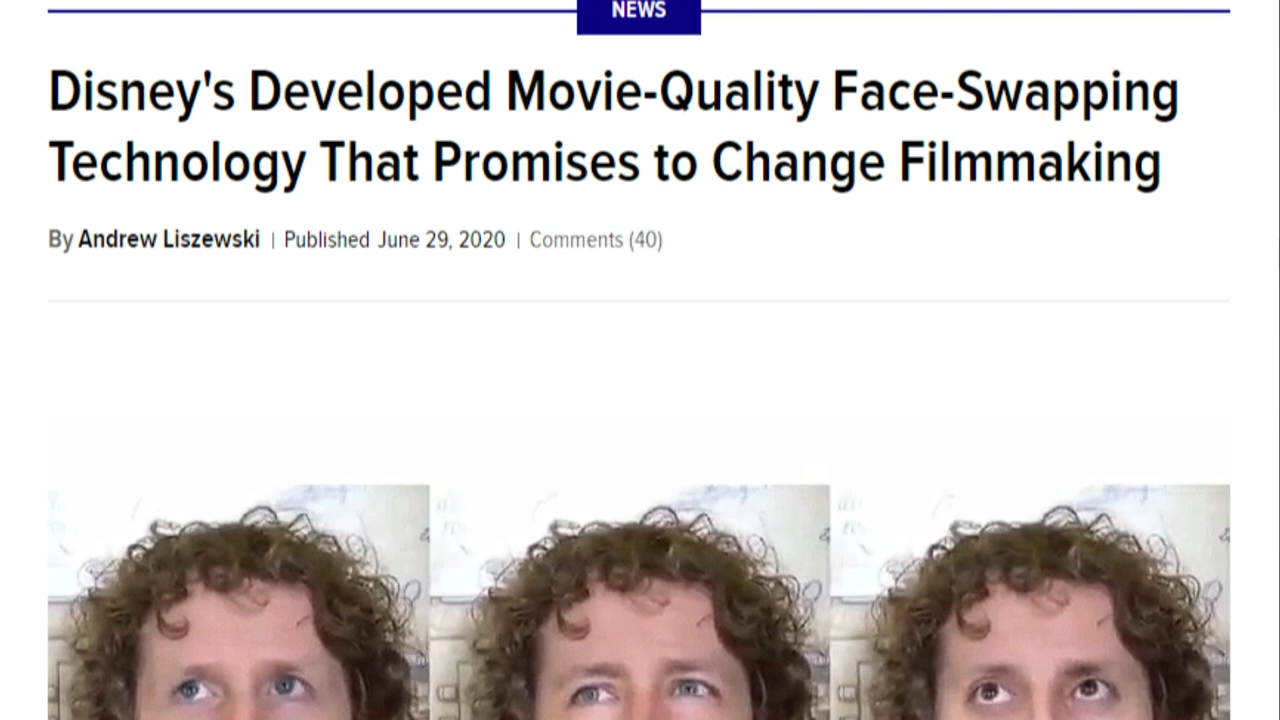 NEWS
Disney's Developed Movie-Quality Face-Swapping
Technology That Promises to Change Filmmaking
By Andrew Liszewski | Published June 29, 2020 | Comments (40)